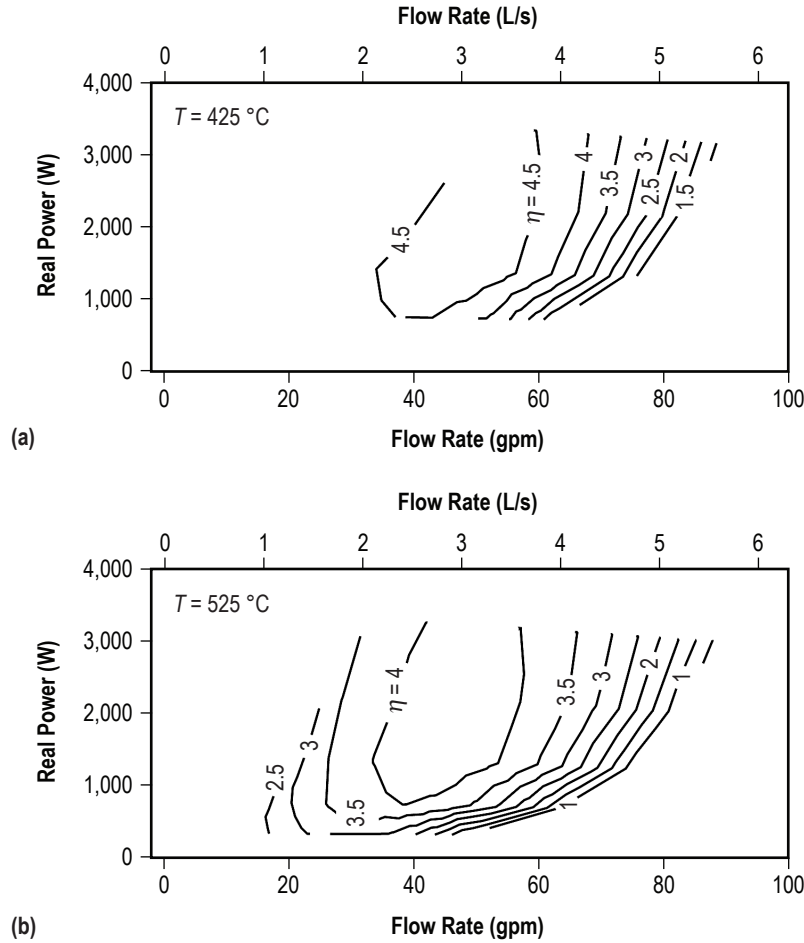 Flow Rate (L/s)
0 1 2 3 4 5 6
4,000
T = 425 °C
3,000
2,000
1,000
0
Real Power (W)
4.5
η = 4.5
4
3.5
3
2.5
2
1.5
0 20 40 60 80 100
(a)
Flow Rate (gpm)
Flow Rate (L/s)
0 1 2 3 4 5 6
4,000
T = 525 °C
3,000
2,000
1,000
0
Real Power (W)
2.5
3
3.5
η = 4
3.5
3
2
1
1
0 20 40 60 80 100
(b)
Flow Rate (gpm)